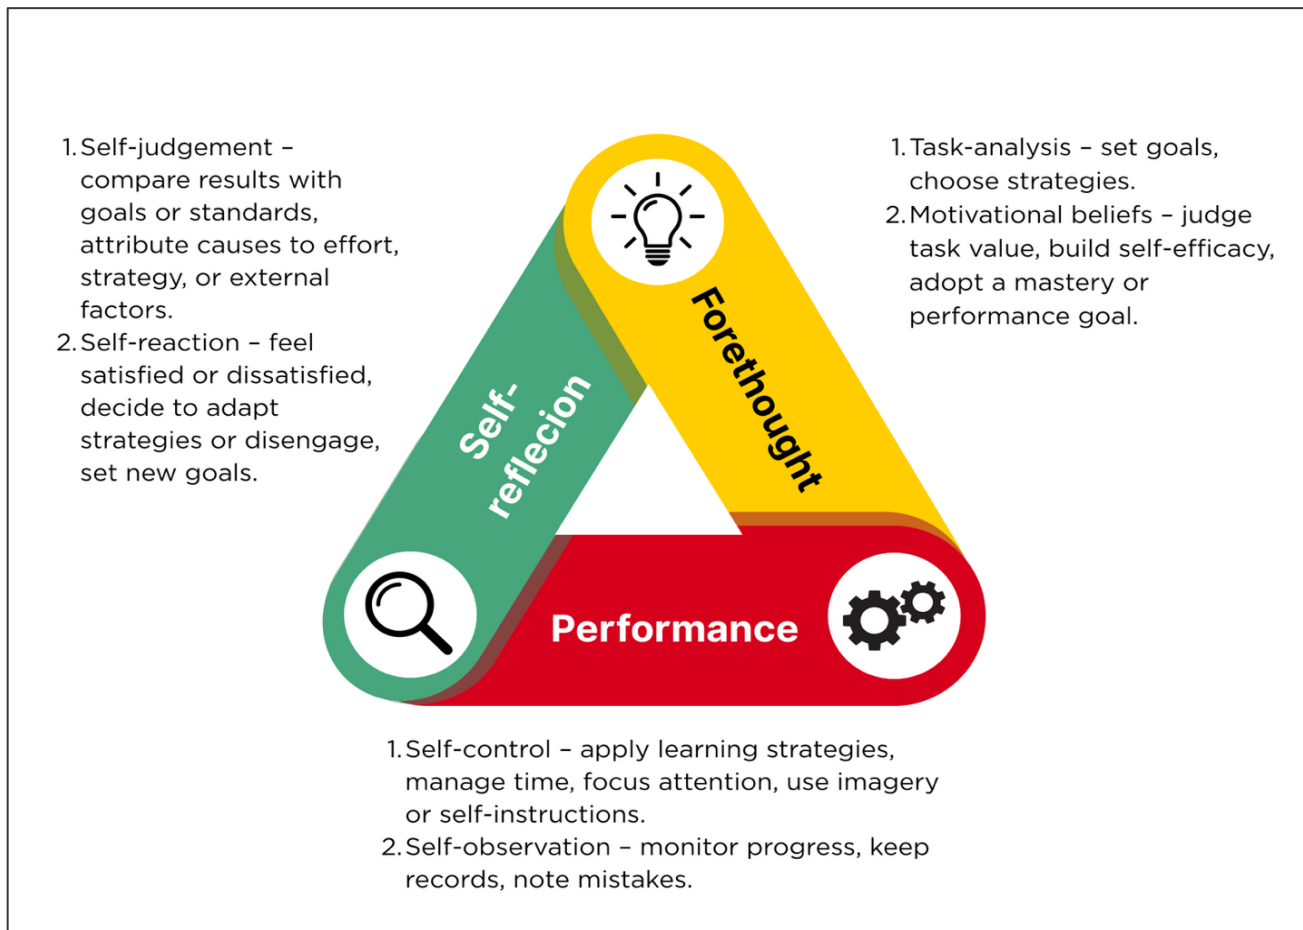 1. Self-judgement –
compare results with
goals or standards,
attribute causes to effort,
strategy, or external
factors.
2. Self-reaction – feel
satisfied or dissatisfied,
decide to adapt
strategies or disengage,
set new goals.
1. Task-analysis – set goals,
choose strategies.
2. Motivational beliefs – judge
task value, build self-efficacy,
adopt a mastery or
performance goal.
Forethought
Self-
reflecion
Performance
1. Self-control – apply learning strategies,
manage time, focus attention, use imagery
or self-instructions.
2. Self-observation – monitor progress, keep
records, note mistakes.